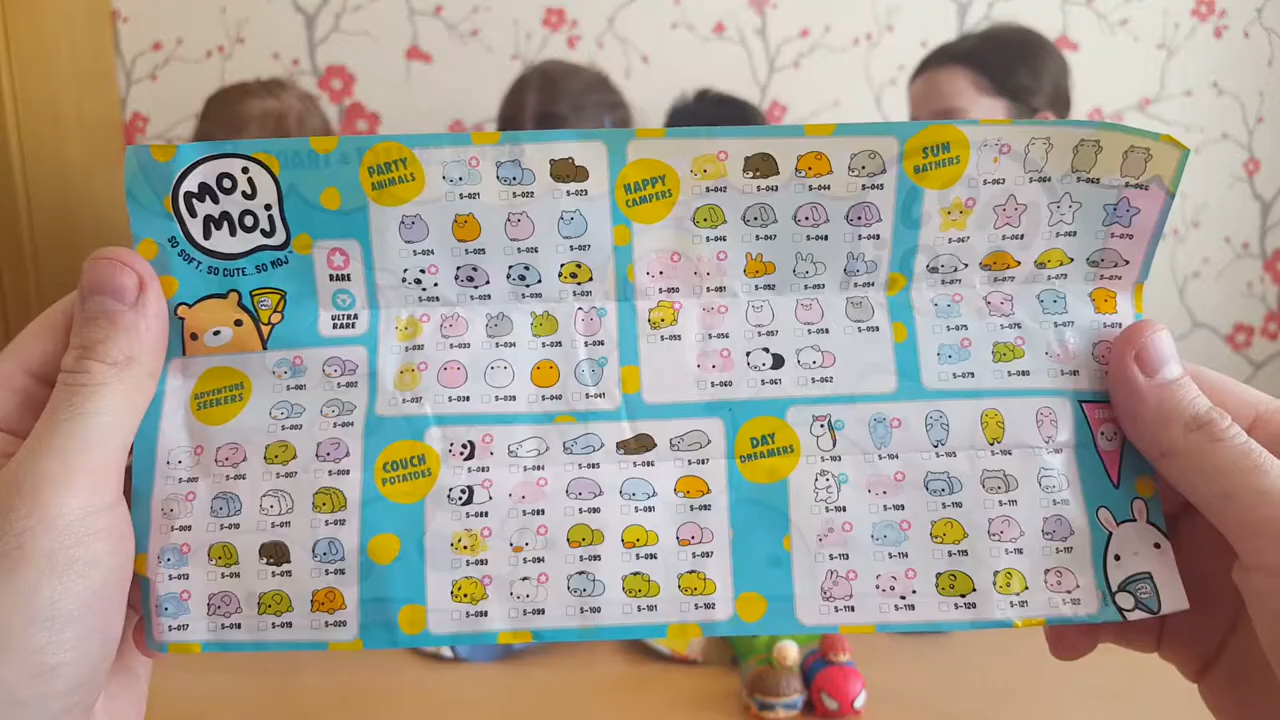 moj
moj
SO SOFT, SO CUTE...SO MOJ
RARE
ULTRA
RARE
ADVENTURE
SEEKERS
S-001 S-002
S-003 S-004
S-005 S-006 S-007 S-008
S-009 S-010 S-011 S-012
S-013 S-014 S-015 S-016
S-017 S-018 S-019 S-020
PARTY
ANIMALS
S-021 S-022 S-023
S-024 S-025 S-026 S-027
S-028 S-029 S-030 S-031
S-032 S-033 S-034 S-035 S-036
S-037 S-038 S-039 S-040 S-041
HAPPY
CAMPERS
S-042 S-043 S-044 S-045
S-046 S-047 S-048 S-049
S-050 S-051 S-052 S-053 S-054
S-055 S-056 S-057 S-058 S-059
S-060 S-061 S-062
SUN
BATHERS
S-063 S-064 S-065 S-066
S-067 S-068 S-069 S-070
S-071 S-072 S-073 S-074
S-075 S-076 S-077 S-078
S-079 S-080 S-081
COUCH
POTATOES
S-083 S-084 S-085 S-086 S-087
S-088 S-089 S-090 S-091 S-092
S-093 S-094 S-095 S-096 S-097
S-098 S-099 S-100 S-101 S-102
DAY
DREAMERS
S-103 S-104 S-105 S-106 S-107
S-108 S-109 S-110 S-111 S-112
S-113 S-114 S-115 S-116 S-117
S-118 S-119 S-120 S-121 S-122